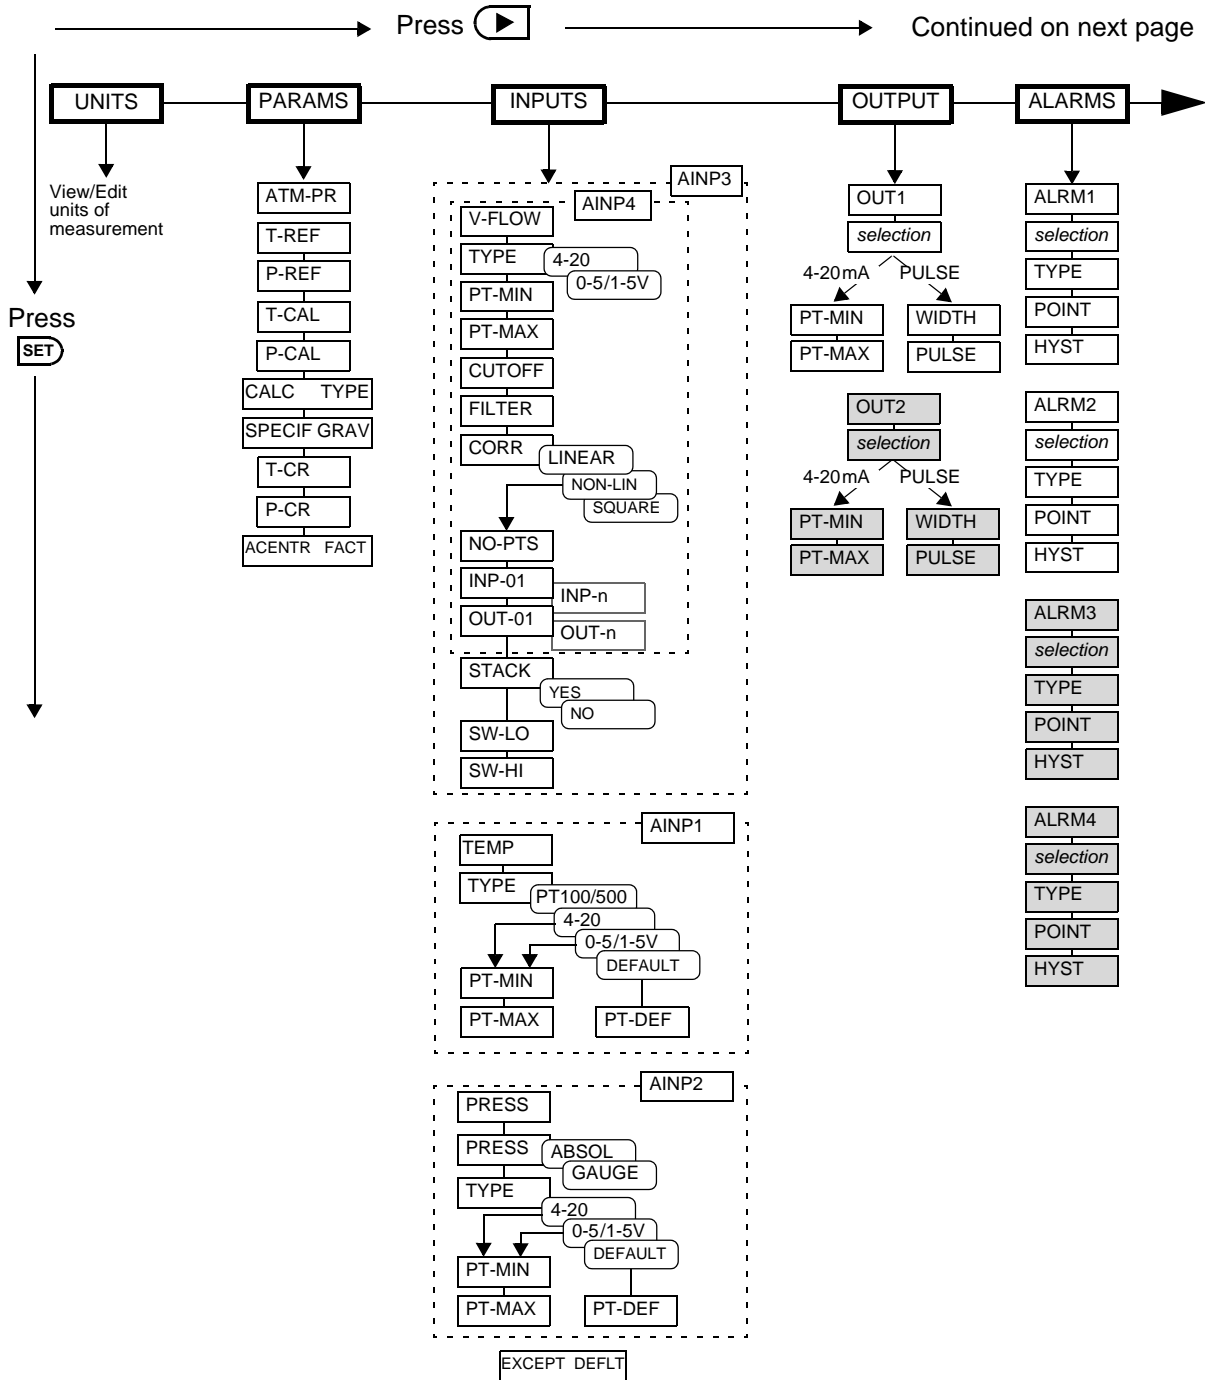 Press
Continued on next page
Press
SET
UNITS
PARAMS
INPUTS
OUTPUT
ALARMS
View/Edit
units of
measurement
ATM-PR
T-REF
P-REF
T-CAL
P-CAL
CALC TYPE
SPECIF GRAV
T-CR
P-CR
ACENTR FACT
AINP3
AINP4
V-FLOW
TYPE
4-20
0-5/1-5V
PT-MIN
PT-MAX
CUTOFF
FILTER
CORR
LINEAR
NON-LIN
SQUARE
NO-PTS
INP-01
INP-n
OUT-01
OUT-n
STACK
YES
NO
SW-LO
SW-HI
AINP1
TEMP
TYPE
PT100/500
4-20
0-5/1-5V
DEFAULT
PT-MIN
PT-MAX
PT-DEF
AINP2
PRESS
PRESS
ABSOL
GAUGE
TYPE
4-20
0-5/1-5V
DEFAULT
PT-MIN
PT-MAX
PT-DEF
EXCEPT DEFLT
OUT1
selection
4-20mA PULSE
PT-MIN WIDTH
PT-MAX PULSE
OUT2
selection
4-20mA PULSE
PT-MIN WIDTH
PT-MAX PULSE
ALRM1
selection
TYPE
POINT
HYST
ALRM2
selection
TYPE
POINT
HYST
ALRM3
selection
TYPE
POINT
HYST
ALRM4
selection
TYPE
POINT
HYST